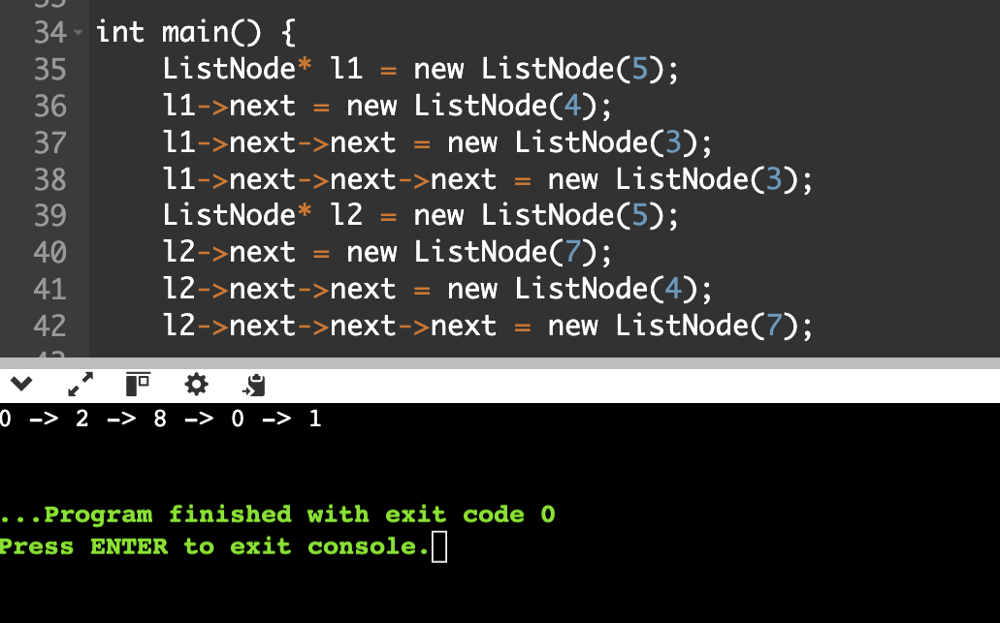 34 int main() {
35 ListNode* l1 = new ListNode(5);
36 l1->next = new ListNode(4);
37 l1->next->next = new ListNode(3);
38 l1->next->next->next = new ListNode(3);
39 ListNode* l2 = new ListNode(5);
40 l2->next = new ListNode(7);
41 l2->next->next = new ListNode(4);
42 l2->next->next->next = new ListNode(7);
0 -> 2 -> 8 -> 0 -> 1
...Program finished with exit code 0
Press ENTER to exit console.